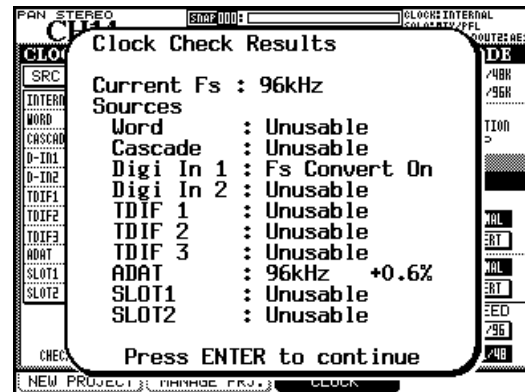 PAN STEREO
SNAP 000:
CLOCK: INTERNAL
Clock Check Results
Current Fs : 96kHz
Sources
Word : Unusable
Cascade : Unusable
Digi In 1 : Fs Convert On
Digi In 2 : Unusable
TDIF 1 : Unusable
TDIF 2 : Unusable
TDIF 3 : Unusable
ADAT : 96kHz +0.6%
SLOT1 : Unusable
SLOT2 : Unusable
Press ENTER to continue
SRC
WORD
D-In1
D-In2
TDIF1
TDIF2
TDIF3
ADAT
SLOT1
SLOT2
/48K
/96K
NEW PROJECT
MANAGE PRJ.
CLOCK